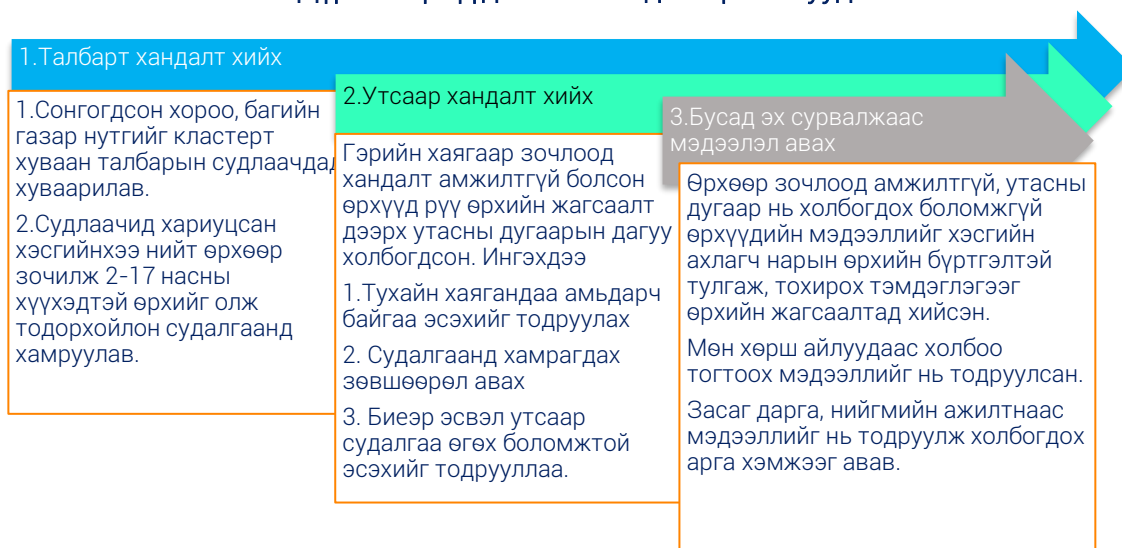 1.Талбарт хандалт хийх
1.Сонгогдсон хороо, багийн
газар нутгийг кластерт
хуваан талбарын судлаачдад
хуваарилав.
2.Судлаачид хариуцсан
хэсгийнхээ нийт өрхөөр
зочилж 2-17 насны
хүүхэдтэй өрхийг олж
тодорхойлон судалгаанд
хамруулав.
2.Утсаар хандалт хийх
Гэрийн хаягаар зочлоод
хандалт амжилтгүй болсон
өрхүүд рүү өрхийн жагсаалт
дээрх утасны дугаарын дагуу
холбогдсон. Ингэхдээ
1.Тухайн хаягандаа амьдарч
байгаа эсэхийг тодруулах
2. Судалгаанд хамрагдах
зөвшөөрөл авах
3. Биеэр эсвэл утсаар
судалгаа өгөх боломжтой
эсэхийг тодрууллаа.
3.Бусад эх сурвалжаас
мэдээлэл авах
Өрхөөр зочлоод амжилтгүй, утасны
дугаар нь холбогдох боломжгүй
өрхүүдийн мэдээллийг хэсгийн
ахлагч нарын өрхийн бүртгэлтэй
тулгаж, тохирох тэмдэглэгээг
өрхийн жагсаалтад хийсэн.
Мөн хөрш айлуудаас холбоо
тогтоох мэдээллийг нь тодруулсан.
Засаг дарга, нийгмийн ажилтнаас
мэдээллийг нь тодруулж холбогдох
арга хэмжээг авав.